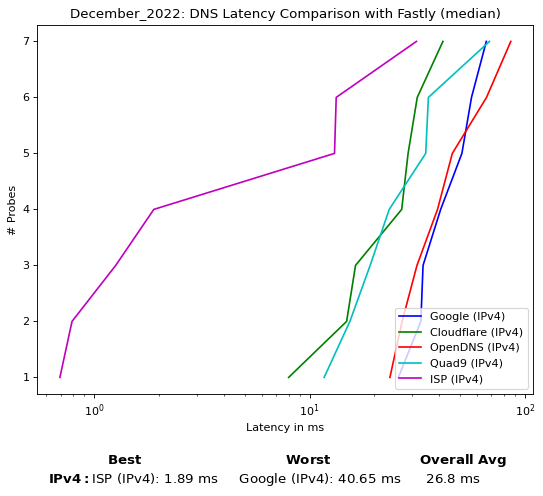 December_2022: DNS Latency Comparison with Fastly (median)
7
6
5
4
3
2
1
# Probes
Google (IPv4)
Cloudflare (IPv4)
OpenDNS (IPv4)
Quad9 (IPv4)
ISP (IPv4)
10⁰ 10¹ 10²
Latency in ms
Best Worst Overall Avg
IPv4: ISP (IPv4): 1.89 ms Google (IPv4): 40.65 ms 26.8 ms